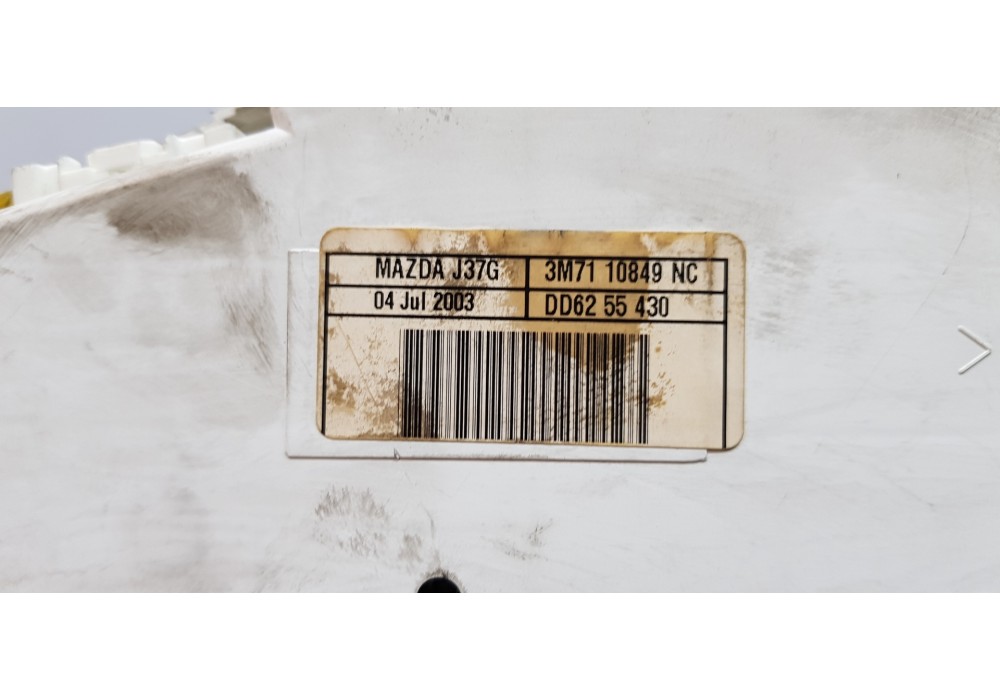 MAZDA J37G 3M71 10849 NC
04 Jul 2003 DD62 55 430